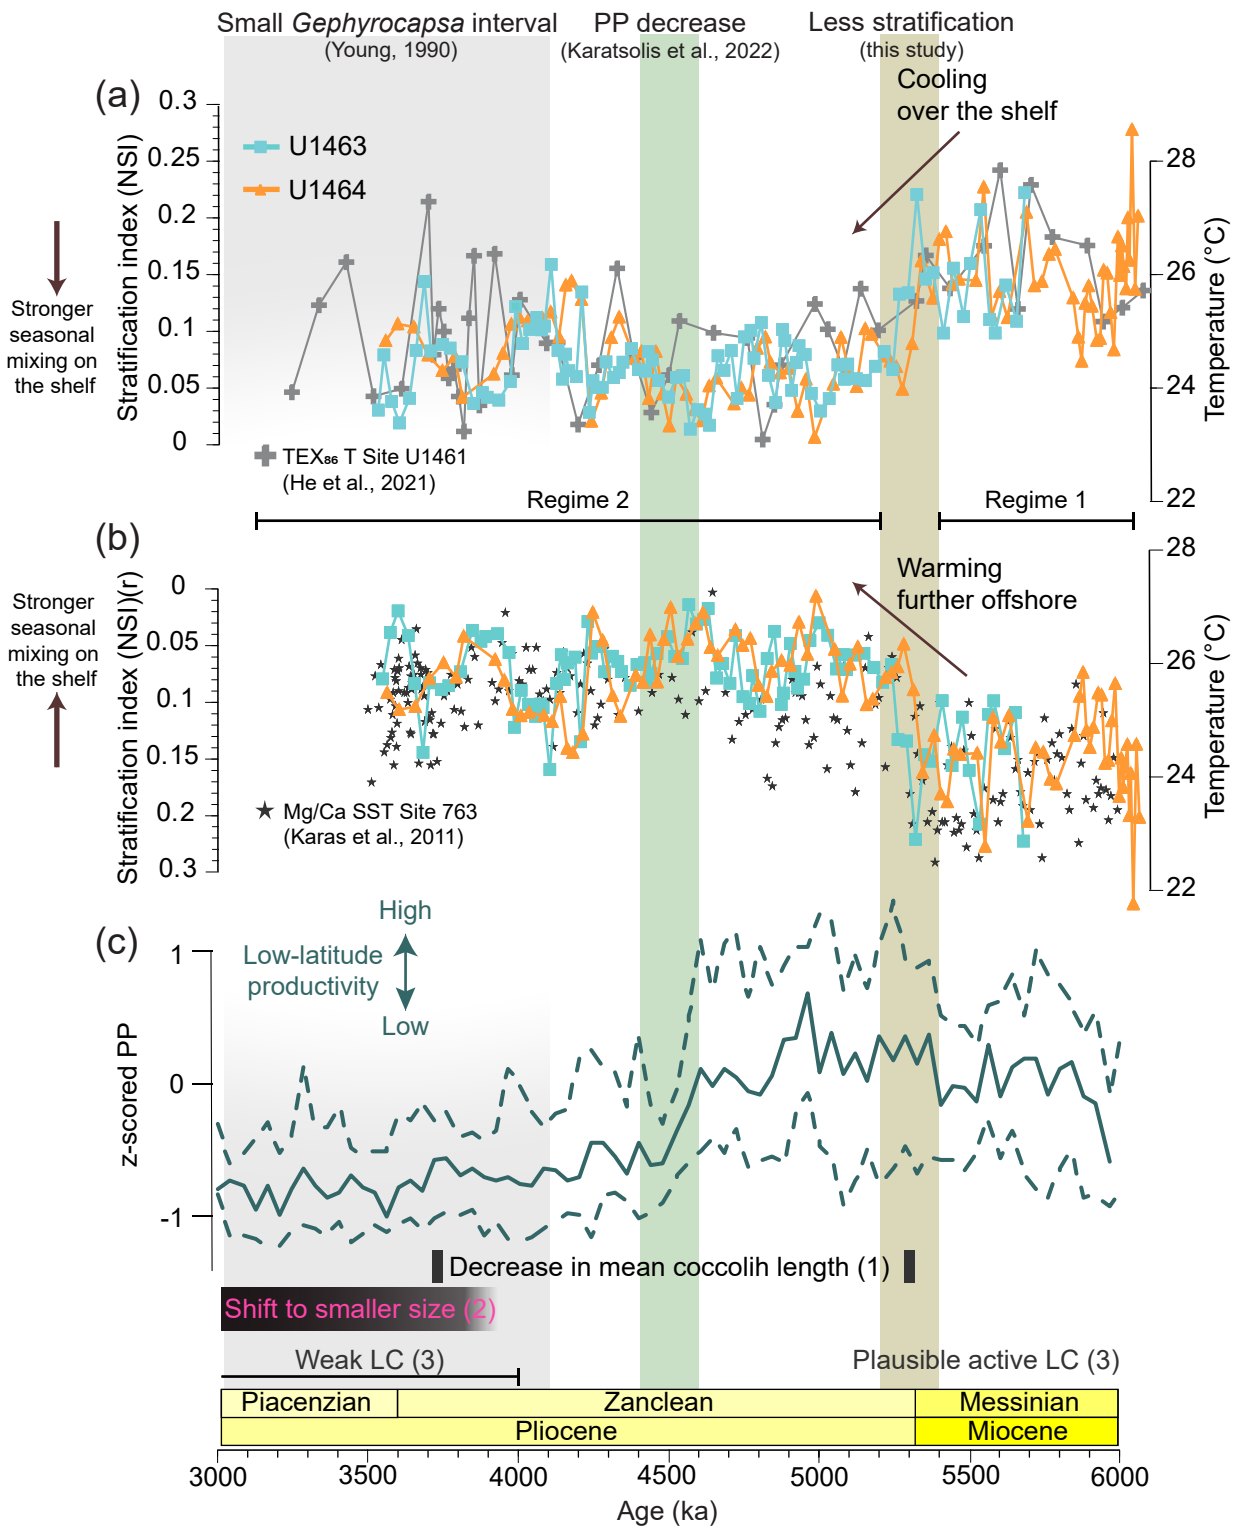 Small Gephyrocapsa interval
(Young, 1990)
PP decrease
(Karatsolis et al., 2022)
Less stratification
(this study)
(a)
Cooling
over the shelf
0.3
0.25
0.2
0.15
0.1
0.05
0
Stratification index (NSI)
U1463
U1464
28
26
24
22
Temperature (°C)
Stronger
seasonal
mixing on
the shelf
TEX₈₆ T Site U1461
(He et al., 2021)
Regime 2
Regime 1
(b)
Warming
further offshore
0
0.05
0.1
0.15
0.2
0.3
Stratification index (NSI)(r)
28
26
24
22
Temperature (°C)
Stronger
seasonal
mixing on
the shelf
Mg/Ca SST Site 763
(Karas et al., 2011)
(c)
High
Low-latitude
productivity
Low
1
0
-1
z-scored PP
Decrease in mean coccolih length (1)
Shift to smaller size (2)
Weak LC (3)
Plausible active LC (3)
Piacenzian
Zanclean
Messinian
Pliocene
Miocene
3000
3500
4000
4500
5000
5500
6000
Age (ka)